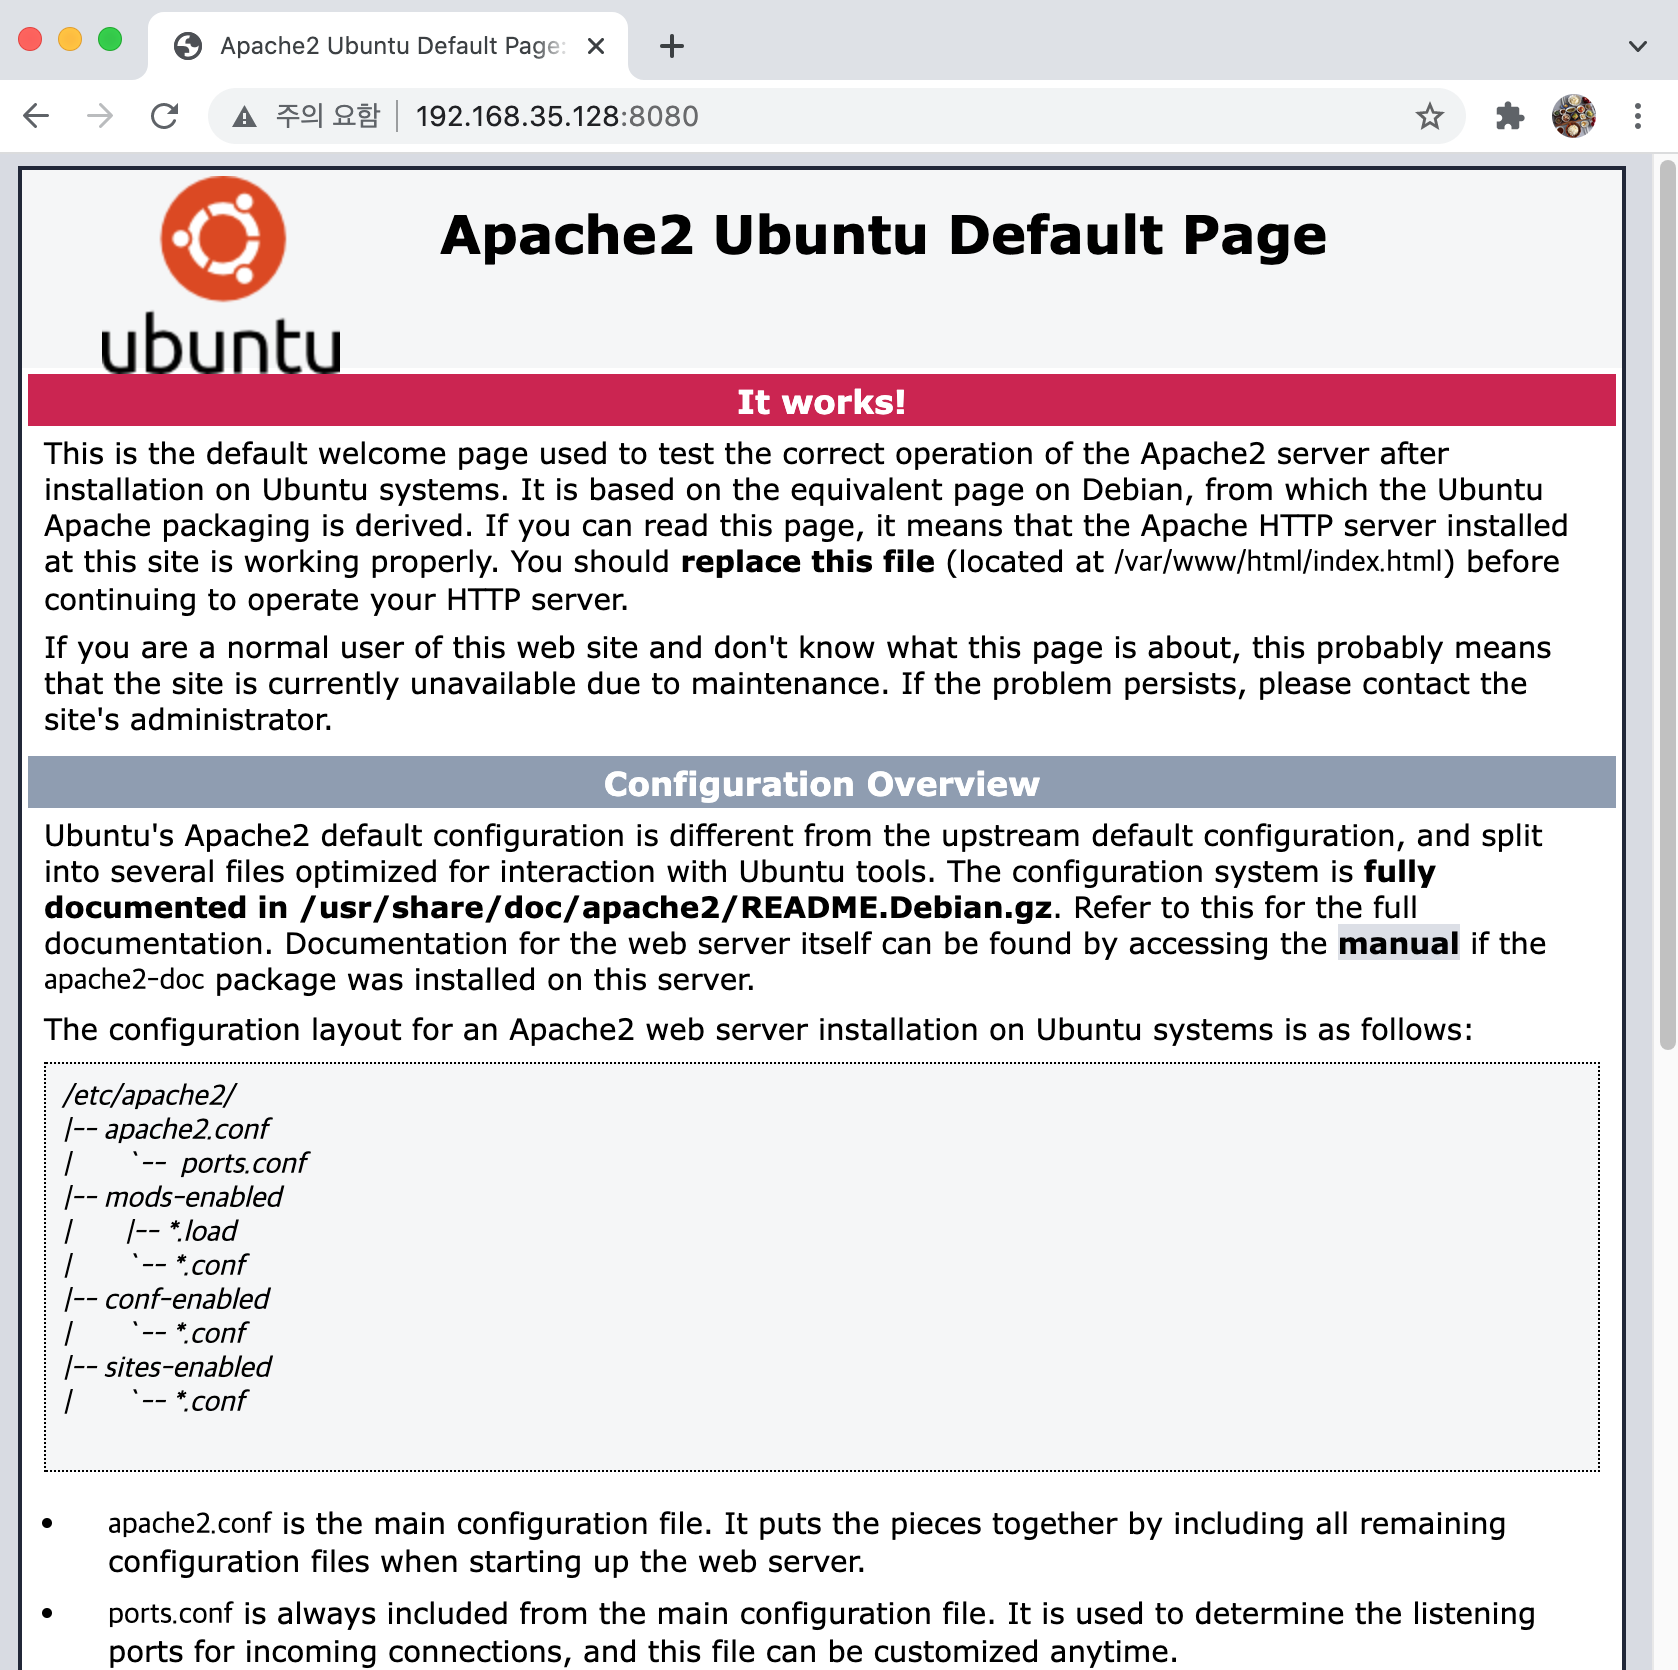 Apache2 Ubuntu Default Page:
주의 요함 192.168.35.128:8080
ubuntu
Apache2 Ubuntu Default Page
It works!
This is the default welcome page used to test the correct operation of the Apache2 server after
installation on Ubuntu systems. It is based on the equivalent page on Debian, from which the Ubuntu
Apache packaging is derived. If you can read this page, it means that the Apache HTTP server installed
at this site is working properly. You should replace this file (located at /var/www/html/index.html) before
continuing to operate your HTTP server.
If you are a normal user of this web site and don't know what this page is about, this probably means
that the site is currently unavailable due to maintenance. If the problem persists, please contact the
site's administrator.
Configuration Overview
Ubuntu's Apache2 default configuration is different from the upstream default configuration, and split
into several files optimized for interaction with Ubuntu tools. The configuration system is fully
documented in /usr/share/doc/apache2/README.Debian.gz. Refer to this for the full
documentation. Documentation for the web server itself can be found by accessing the manual if the
apache2-doc package was installed on this server.
The configuration layout for an Apache2 web server installation on Ubuntu systems is as follows:
/etc/apache2/
|-- apache2.conf
|       `--  ports.conf
|-- mods-enabled
|       |-- *.load
|       `-- *.conf
|-- conf-enabled
|       `-- *.conf
|-- sites-enabled
|       `-- *.conf
• apache2.conf is the main configuration file. It puts the pieces together by including all remaining
configuration files when starting up the web server.
• ports.conf is always included from the main configuration file. It is used to determine the listening
ports for incoming connections, and this file can be customized anytime.